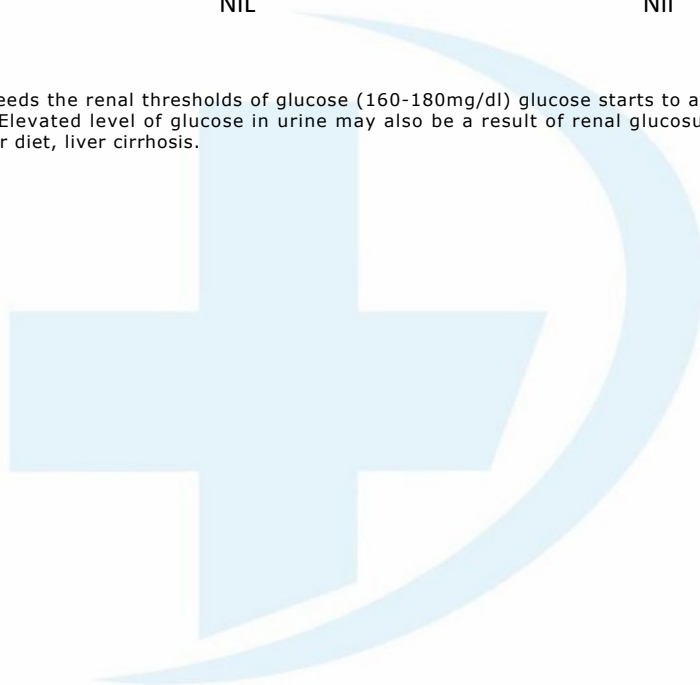 NIL Nil
eeds the renal thresholds of glucose (160-180mg/dl) glucose starts to a
Elevated level of glucose in urine may also be a result of renal glucosu
r diet, liver cirrhosis.